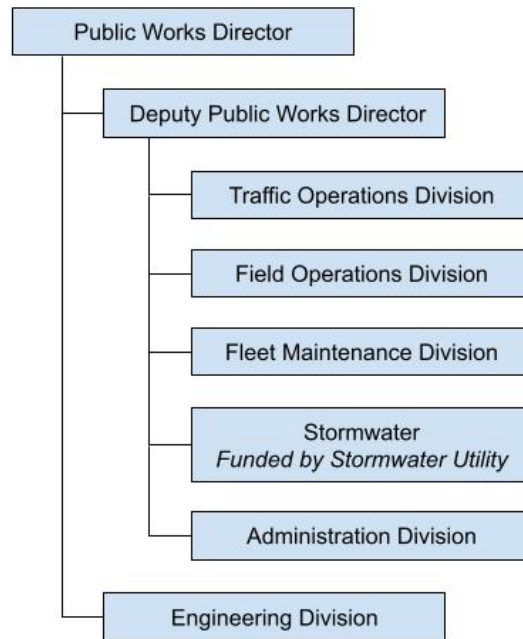 Public Works Director
Deputy Public Works Director
Traffic Operations Division
Field Operations Division
Fleet Maintenance Division
Stormwater
Funded by Stormwater Utility
Administration Division
Engineering Division